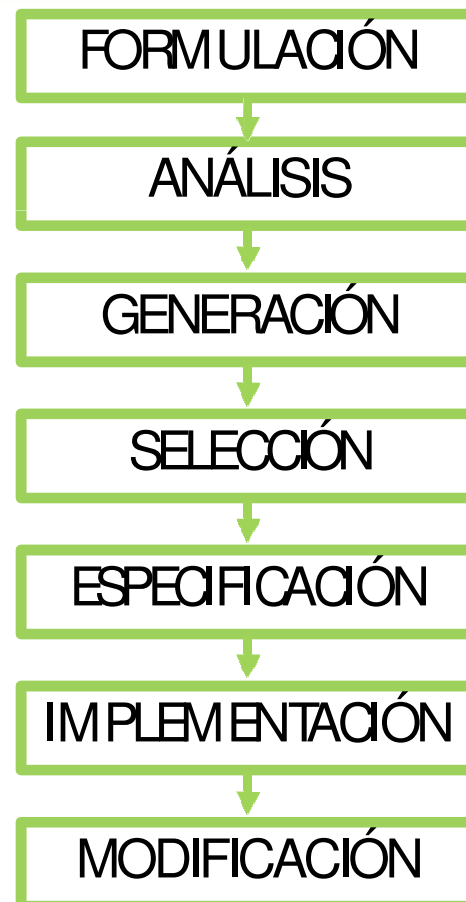 FORMULACIÓN
ANÁLISIS
GENERACIÓN
SELECCIÓN
ESPECIFICACIÓN
IMPLEMENTACIÓN
MODIFICACIÓN